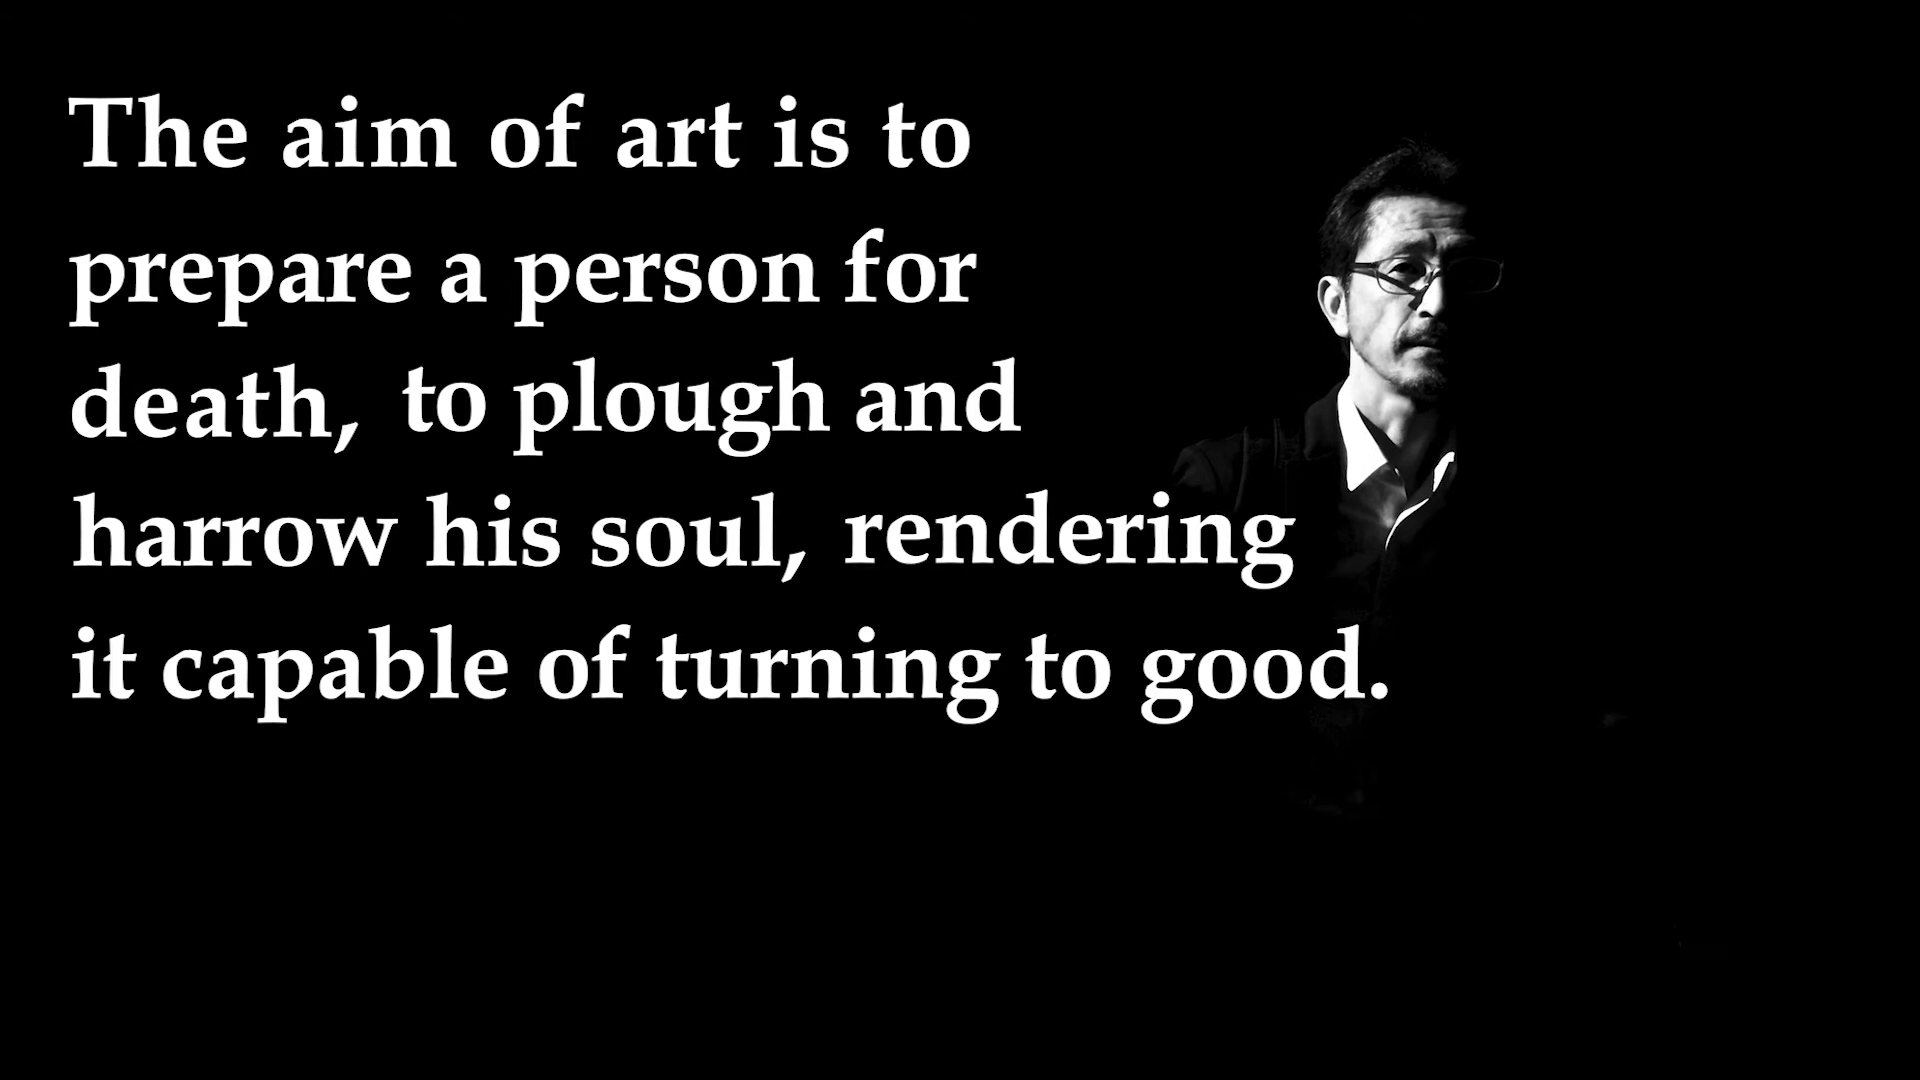 The aim of art is to
prepare a person for
death, to plough and
harrow his soul, rendering
it capable of turning to good.